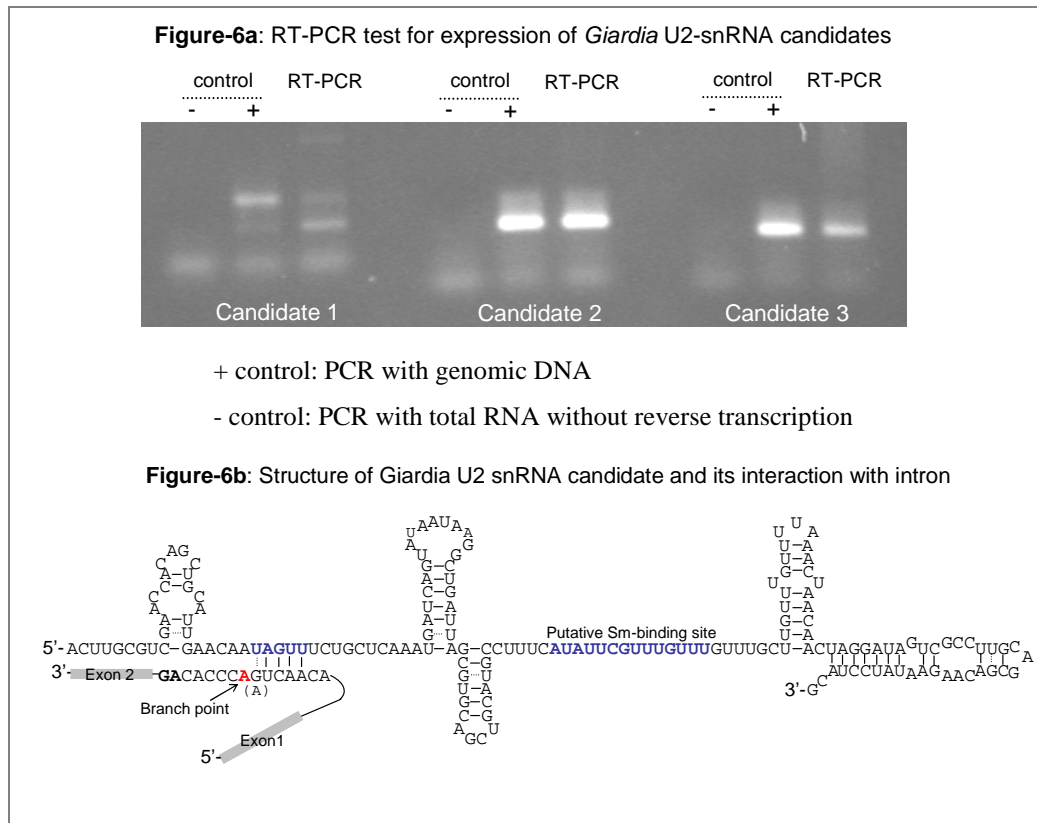 Figure-6a: RT-PCR test for expression of Giardia U2-snRNA candidates
control RT-PCR control RT-PCR control RT-PCR
- + - + - +
Candidate 1 Candidate 2 Candidate 3
+ control: PCR with genomic DNA
- control: PCR with total RNA without reverse transcription
Figure-6b: Structure of Giardia U2 snRNA candidate and its interaction with intron
Putative Sm-binding site
5'-ACUUGCGUC GAACAAUAGUUUCUGCUCAAAU CCUUUCAUAUUCGUUUGUUUGUUUGCU
3'- Exon 2 GACACCCAGUCAACA
(A)
3'-
Branch point
Exon1
5'-